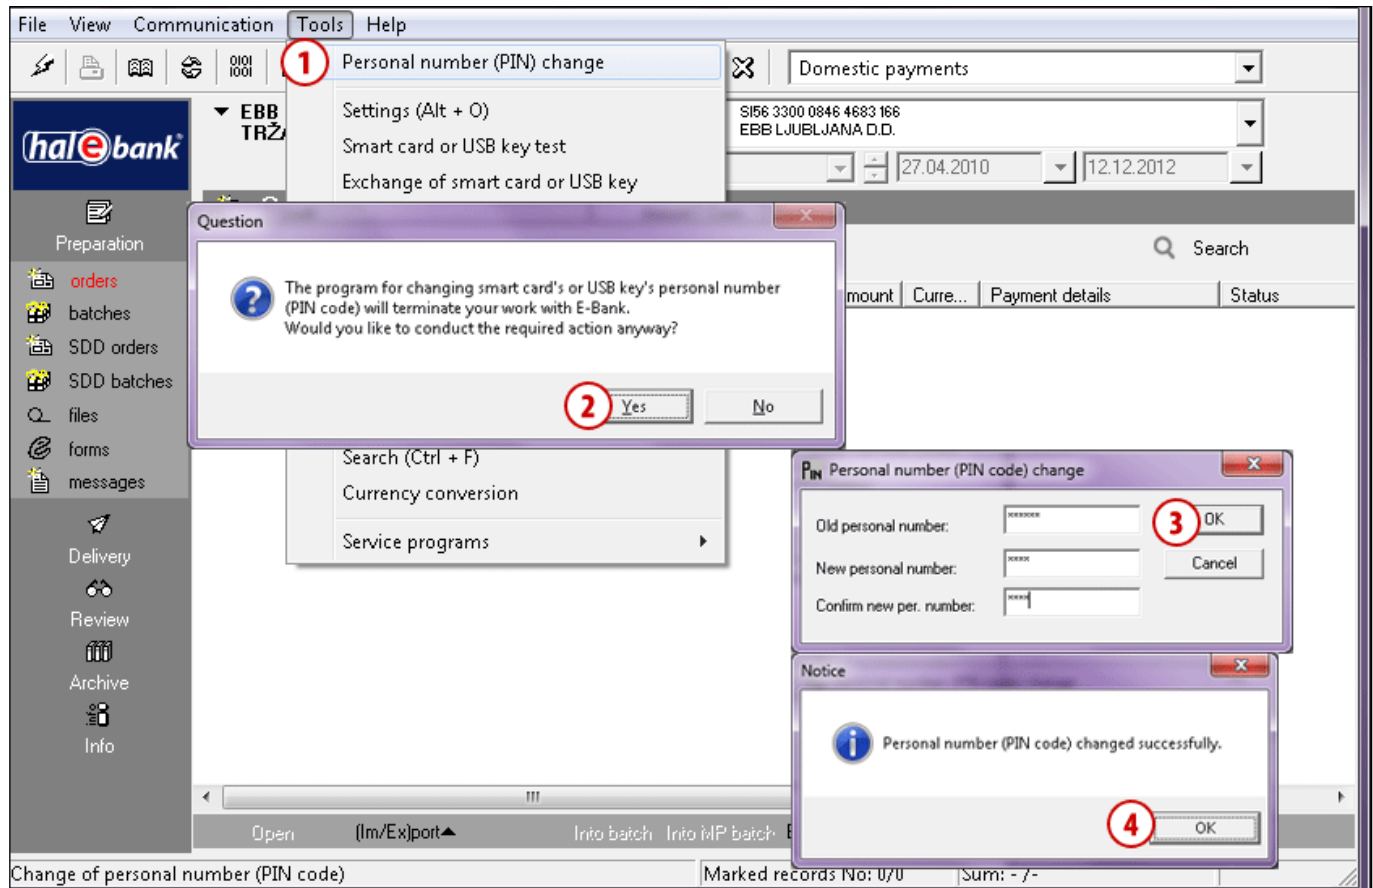 File View Communication Tools Help
1
Personal number (PIN) change
Domestic payments
Settings (Alt + O)
Smart card or USB key test
Exchange of smart card or USB key
EBB
SI56 3300 0846 4683 166
EBB LJUBLJANA D.D.
27.04.2010
12.12.2012
halebank
Preparation
orders
batches
SDD orders
SDD batches
files
forms
messages
Delivery
Review
Archive
Info
Question
The program for changing smart card's or USB key's personal number
(PIN code) will terminate your work with E-Bank.
Would you like to conduct the required action anyway?
2
Yes
No
Search
mount Curre... Payment details Status
Search (Ctrl + F)
Currency conversion
Service programs
PIN Personal number (PIN code) change
Old personal number: ******
3 OK
New personal number: ****
Cancel
Confirm new per. number: ****
Notice
Personal number (PIN code) changed successfully.
4 OK
Open (Im/Ex)port Into batch Into MP batch
Change of personal number (PIN code)
Marked records No: 0/0 Sum: - /-